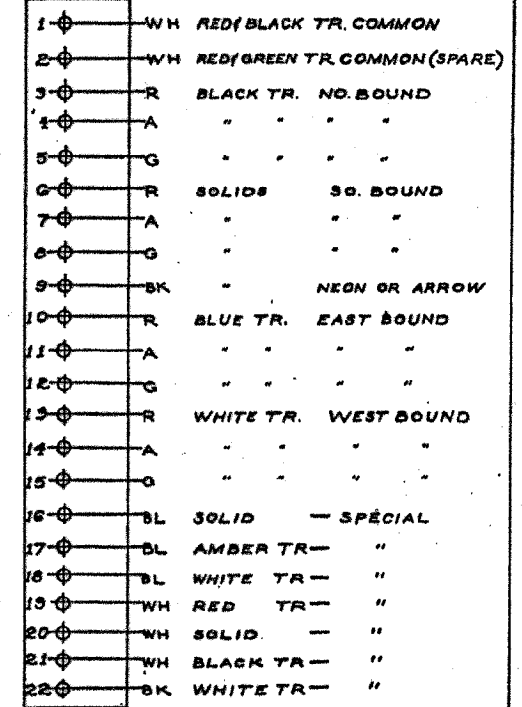 1 WH RED/BLACK TR. COMMON
2 WH RED/GREEN TR. COMMON (SPARE)
3 R BLACK TR. NO. BOUND
4 A " " " "
5 G " " " "
6 R SOLIDS SO. BOUND
7 A " " "
8 G " " "
9 BK " NEON OR ARROW
10 R BLUE TR. EAST BOUND
11 A " " " "
12 G " " " "
13 R WHITE TR. WEST BOUND
14 A " " " "
15 G " " " "
16 BL SOLID — SPECIAL
17 BL AMBER TR — "
18 BL WHITE TR — "
19 WH RED TR — "
20 WH SOLID. — "
21 WH BLACK TR — "
22 BK WHITE TR — "